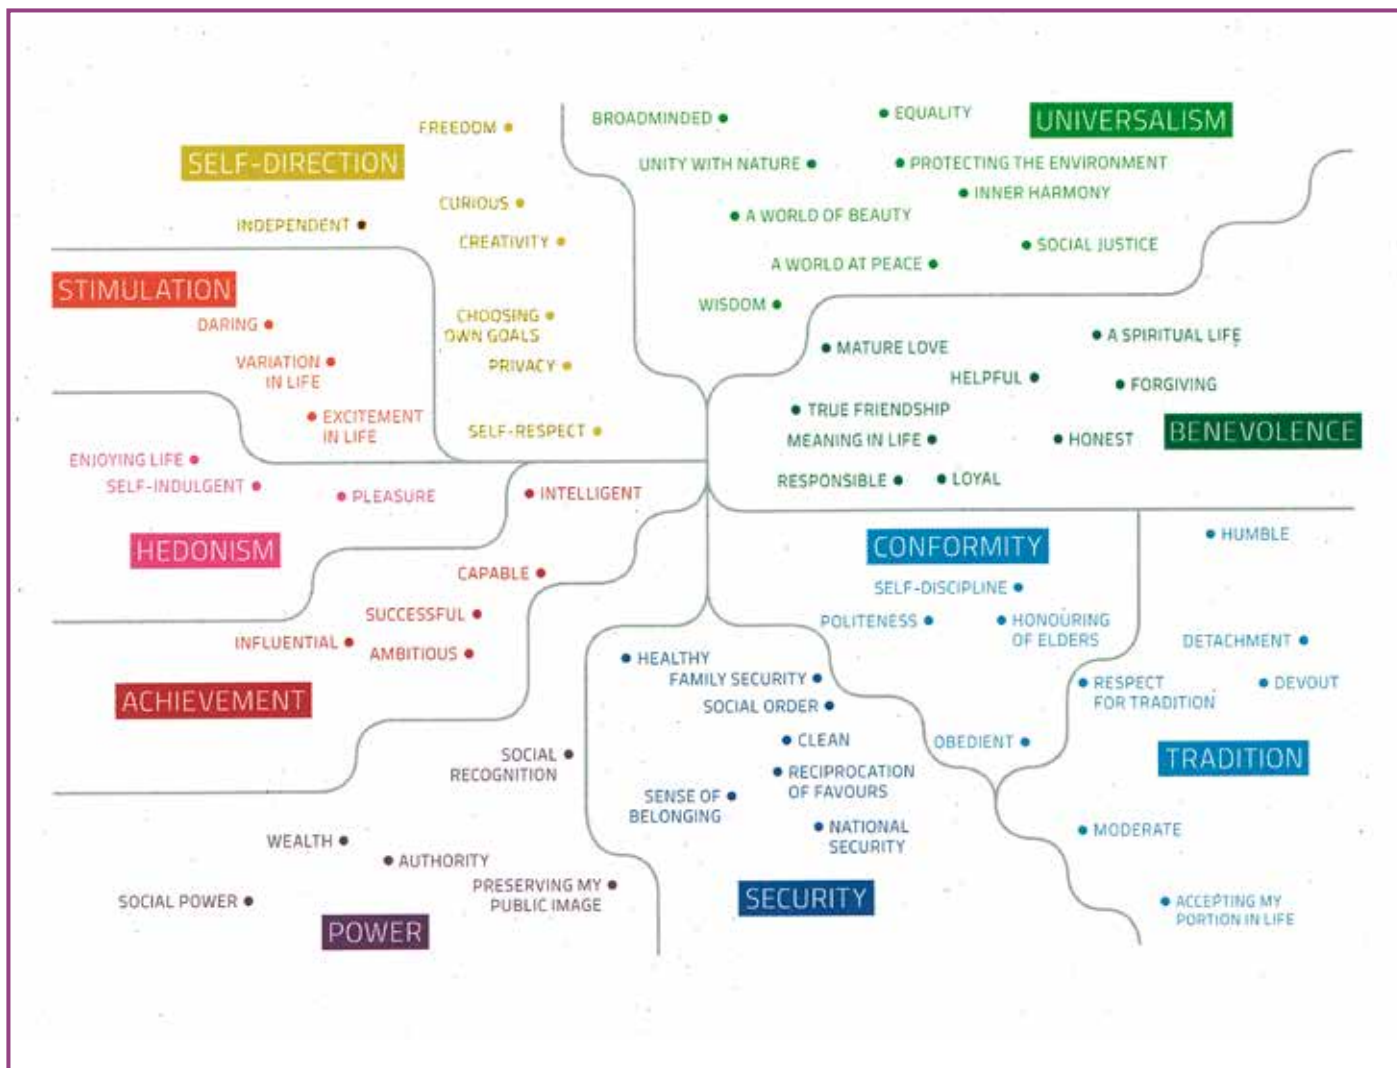 SELF-DIRECTION
FREEDOM
INDEPENDENT
CURIOUS
CREATIVITY
CHOOSING
OWN GOALS
PRIVACY
SELF-RESPECT
UNIVERSALISM
BROADMINDED
EQUALITY
UNITY WITH NATURE
PROTECTING THE ENVIRONMENT
INNER HARMONY
A WORLD OF BEAUTY
SOCIAL JUSTICE
A WORLD AT PEACE
WISDOM
STIMULATION
DARING
VARIATION
IN LIFE
EXCITEMENT
IN LIFE
A SPIRITUAL LIFE
MATURE LOVE
HELPFUL
FORGIVING
TRUE FRIENDSHIP
MEANING IN LIFE
HONEST
BENEVOLENCE
RESPONSIBLE
LOYAL
ENJOYING LIFE
SELF-INDULGENT
PLEASURE
HEDONISM
INTELLIGENT
CAPABLE
SUCCESSFUL
INFLUENTIAL
AMBITIOUS
ACHIEVEMENT
CONFORMITY
SELF-DISCIPLINE
POLITENESS
HONOURING
OF ELDERS
OBEDIENT
HUMBLE
DETACHMENT
RESPECT
FOR TRADITION
DEVOUT
TRADITION
MODERATE
ACCEPTING MY
PORTION IN LIFE
HEALTHY
FAMILY SECURITY
SOCIAL ORDER
CLEAN
RECIPROCATION
OF FAVOURS
SENSE OF
BELONGING
NATIONAL
SECURITY
SECURITY
SOCIAL
RECOGNITION
WEALTH
AUTHORITY
PRESERVING MY
PUBLIC IMAGE
SOCIAL POWER
POWER